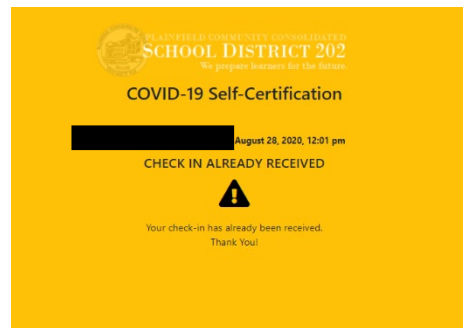 PLAINFIELD COMMUNITY CONSOLIDATED
SCHOOL DISTRICT 202
We prepare learners for the future.
COVID-19 Self-Certification
August 28, 2020, 12:01 pm
CHECK IN ALREADY RECEIVED
Your check-in has already been received.
Thank You!